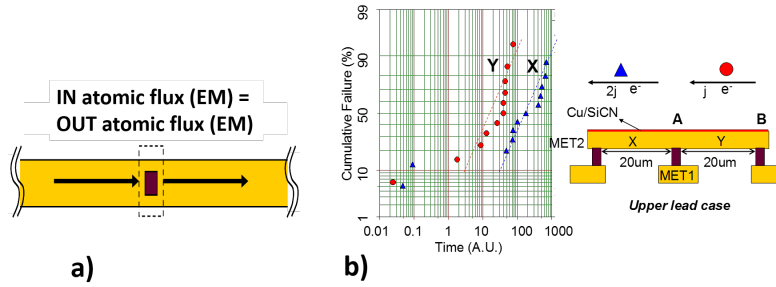 IN atomic flux (EM) =
OUT atomic flux (EM)
a)
Cumulative Failure (%)
99
90
50
10
1
0.01 0.1 1 10 100 1000
Time (A.U.)
Y X
b)
2j e-
j e-
Cu/SiCN
A B
MET2
X Y
20um 20um
MET1
Upper lead case